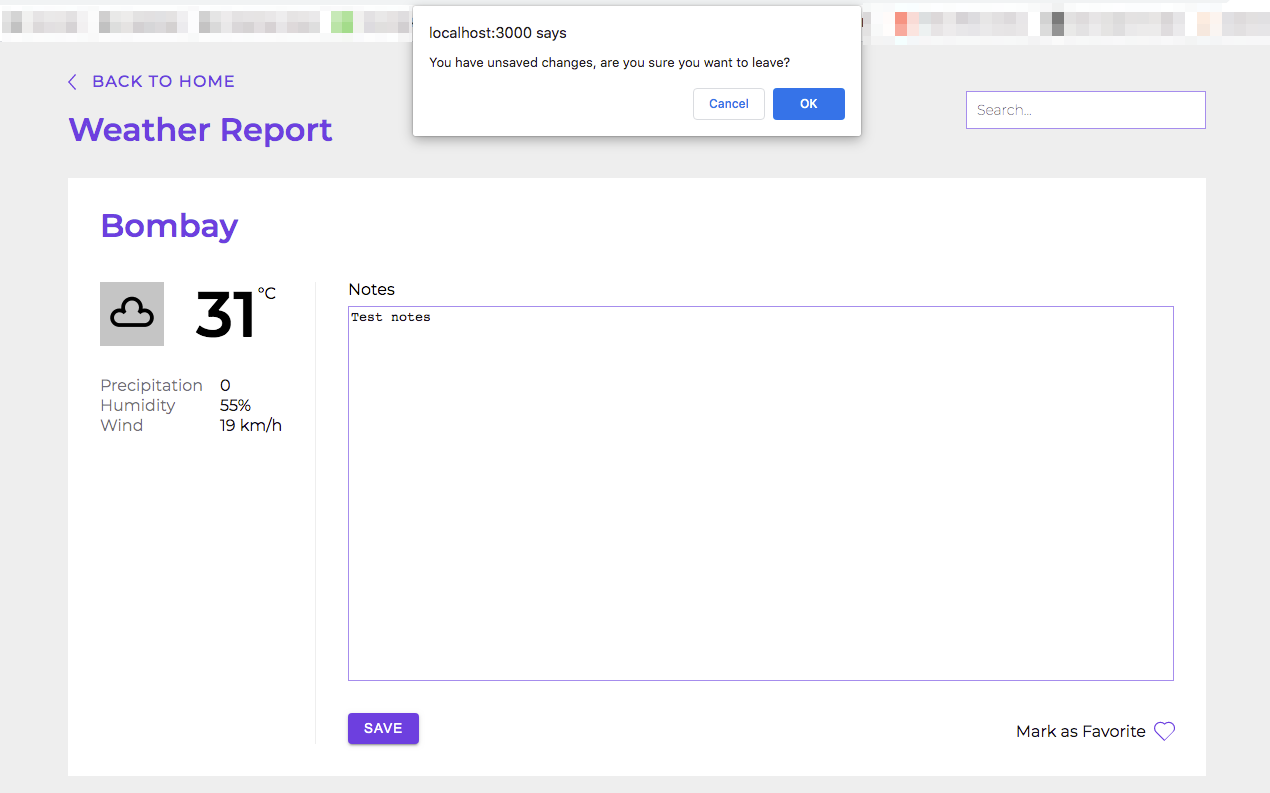 localhost:3000 says
You have unsaved changes, are you sure you want to leave?
Cancel
OK
BACK TO HOME
Weather Report
Search...
Bombay
31 °C
Precipitation 0
Humidity 55%
Wind 19 km/h
Notes
Test notes
SAVE
Mark as Favorite